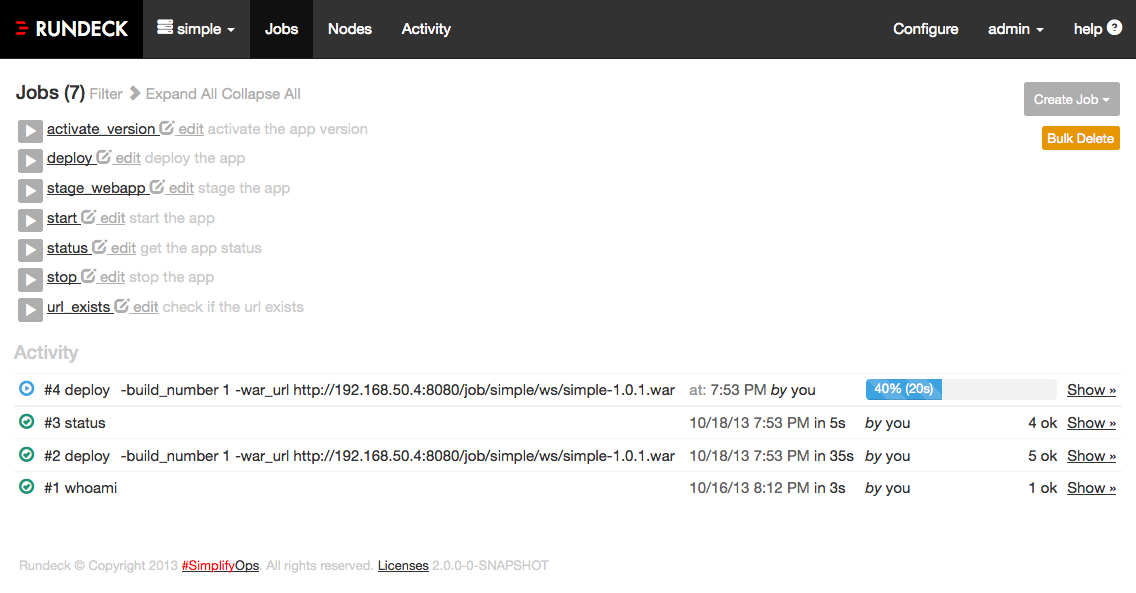 RUNDECK simple Jobs Nodes Activity Configure admin help ?
Jobs (7) Filter Expand All Collapse All
Create Job
activate_version edit activate the app version
Bulk Delete
deploy edit deploy the app
stage_webapp edit stage the app
start edit start the app
status edit get the app status
stop edit stop the app
url_exists edit check if the url exists
Activity
#4 deploy -build_number 1 -war_url http://192.168.50.4:8080/job/simple/ws/simple-1.0.1.war at: 7:53 PM by you 40% (20s) Show »
#3 status 10/18/13 7:53 PM in 5s by you 4 ok Show »
#2 deploy -build_number 1 -war_url http://192.168.50.4:8080/job/simple/ws/simple-1.0.1.war 10/18/13 7:53 PM in 35s by you 5 ok Show »
#1 whoami 10/16/13 8:12 PM in 3s by you 1 ok Show »
Rundeck © Copyright 2013 #SimplifyOps. All rights reserved. Licenses 2.0.0-0-SNAPSHOT